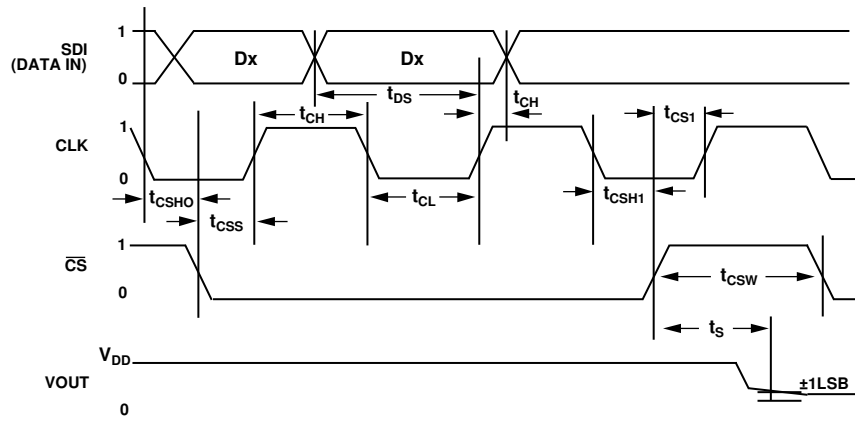 SDI
(DATA IN)
1
0
Dx
Dx
tDS
tCH
tCH
tCS1
CLK
1
0
tCSHO
tCSS
tCL
tCSH1
CS
1
0
tCSW
tS
VOUT
VDD
0
±1LSB